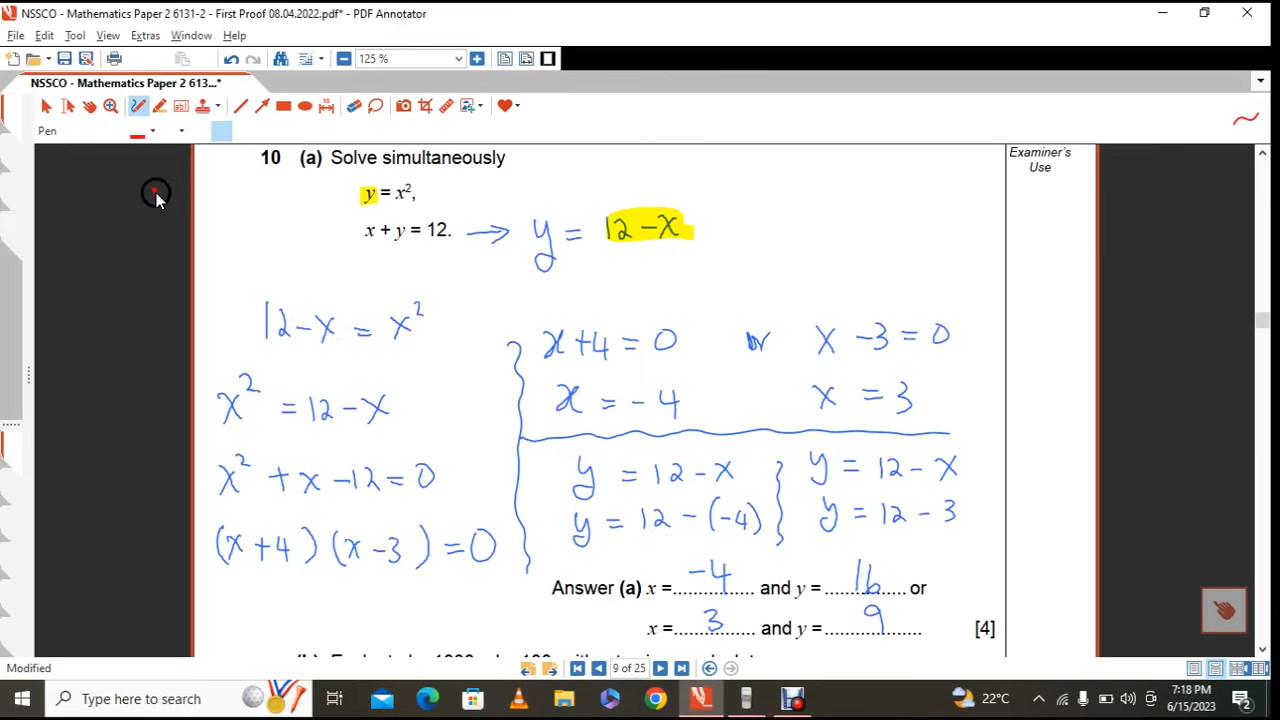 NSSCO - Mathematics Paper 2 6131-2 - First Proof 08.04.2022.pdf* - PDF Annotator
File Edit Tool View Extras Window Help
125 %
NSSCO - Mathematics Paper 2 613...*
Pen
10 (a) Solve simultaneously
Examiner's
Use
y = x²,
x + y = 12. → y = 12 - x
12 - x = x²
x² = 12 - x
x² + x - 12 = 0
(x + 4)(x - 3) = 0
x + 4 = 0 or x - 3 = 0
x = -4 x = 3
y = 12 - x y = 12 - x
y = 12 - (-4) y = 12 - 3
Answer (a) x = -4 and y = 16 or
x = 3 and y = 9 [4]
Modified
9 of 25
Type here to search
22°C
7:18 PM
6/15/2023
2